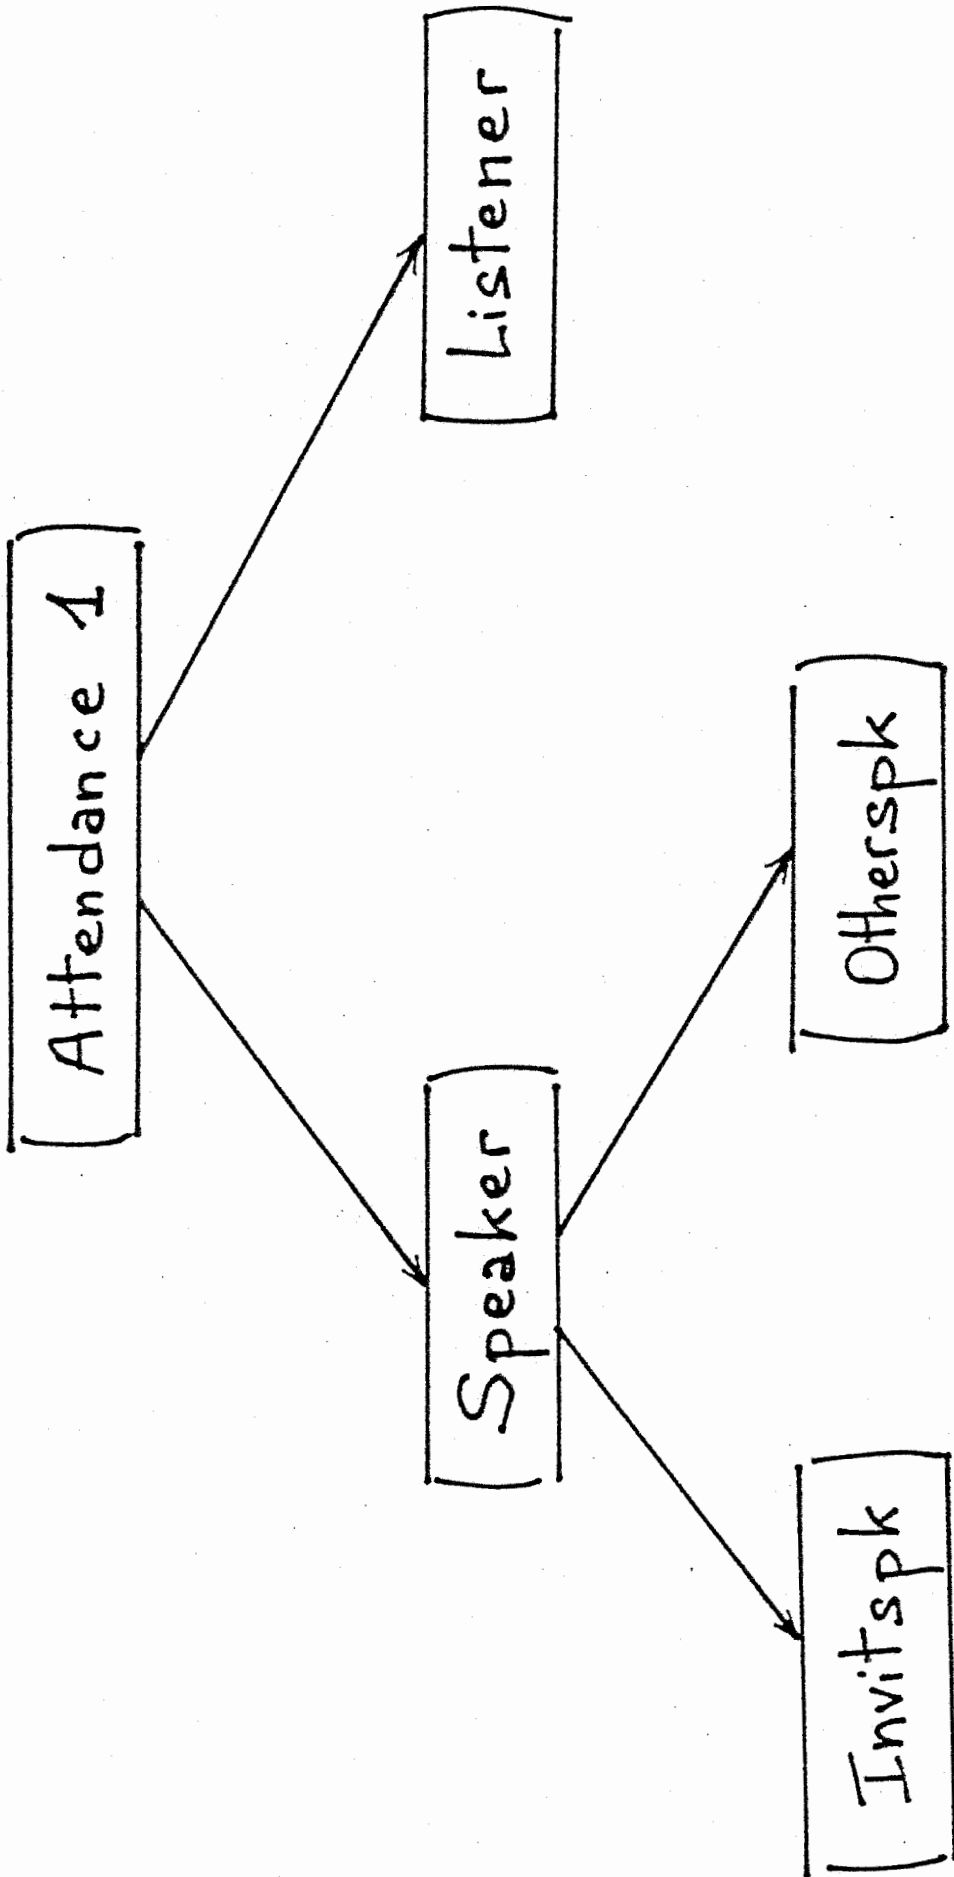 Attendance 1
Speaker
Listener
Invitspk
Otherspk